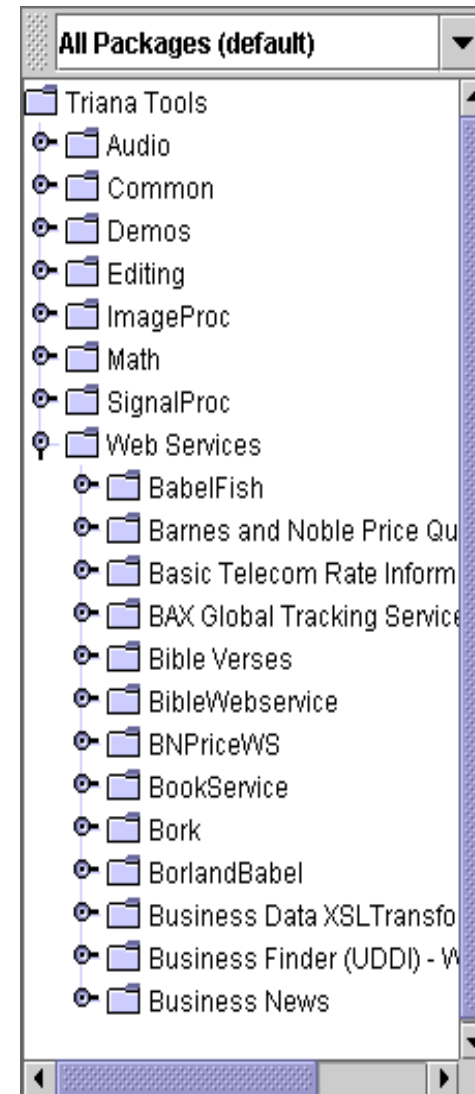 All Packages (default)
Triana Tools
Audio
Common
Demos
Editing
ImageProc
Math
SignalProc
Web Services
BabelFish
Barnes and Noble Price Qu
Basic Telecom Rate Inform
BAX Global Tracking Service
Bible Verses
BibleWebservice
BNPriceWS
BookService
Bork
BorlandBabel
Business Data XSLTransfo
Business Finder (UDDI) - W
Business News